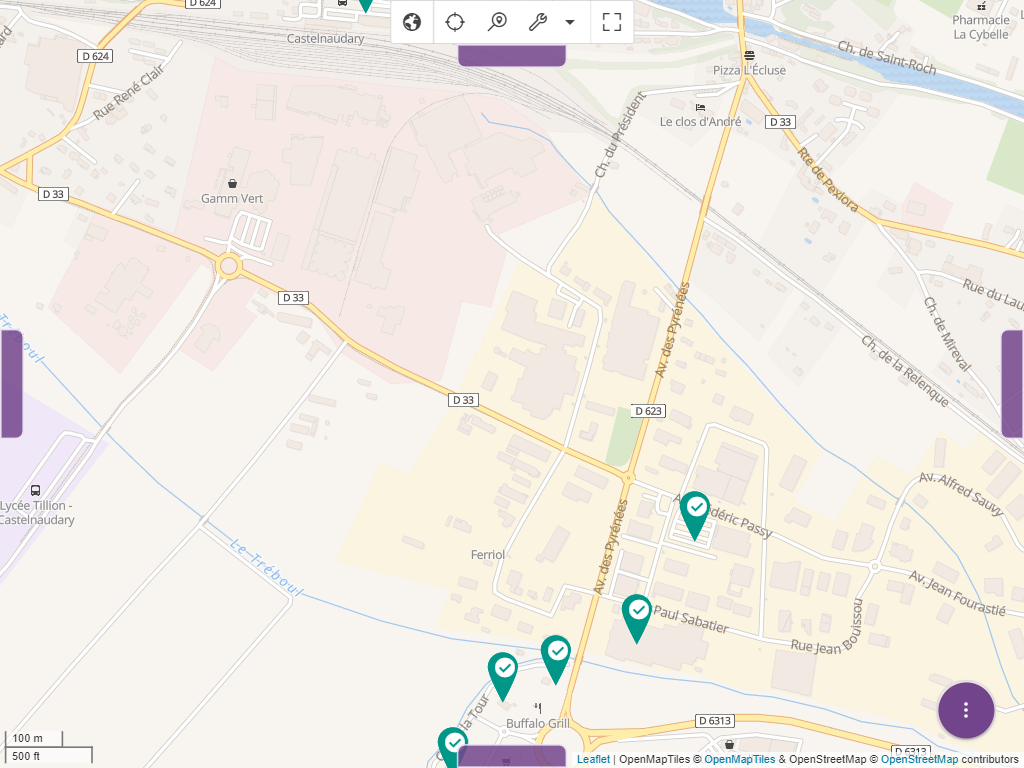 D 624
Castelnaudary
Pharmacie
La Cybelle
D 624
Ch. de Saint-Roch
Pizza L'Écluse
Rue René Clair
Le clos d'André
D 33
Ch. du Président
Rte de Pexiora
D 33
Gamm Vert
D 33
Rue du Lau
Ch. de Mireval
Av. des Pyrénées
Ch. de la Relenque
Tréboul
D 33
D 623
Av. Alfred Sauvy
Lycée Tillion -
Castelnaudary
Av. Frédéric Passy
Av. des Pyrénées
Ferriol
Le Tréboul
Av. Jean Fourastié
Paul Sabatier
Rue Jean Bouissou
la Tour
Buffalo Grill
D 6313
D 6313
100 m
500 ft
Leaflet | OpenMapTiles © OpenMapTiles & OpenStreetMap © OpenStreetMap contributors